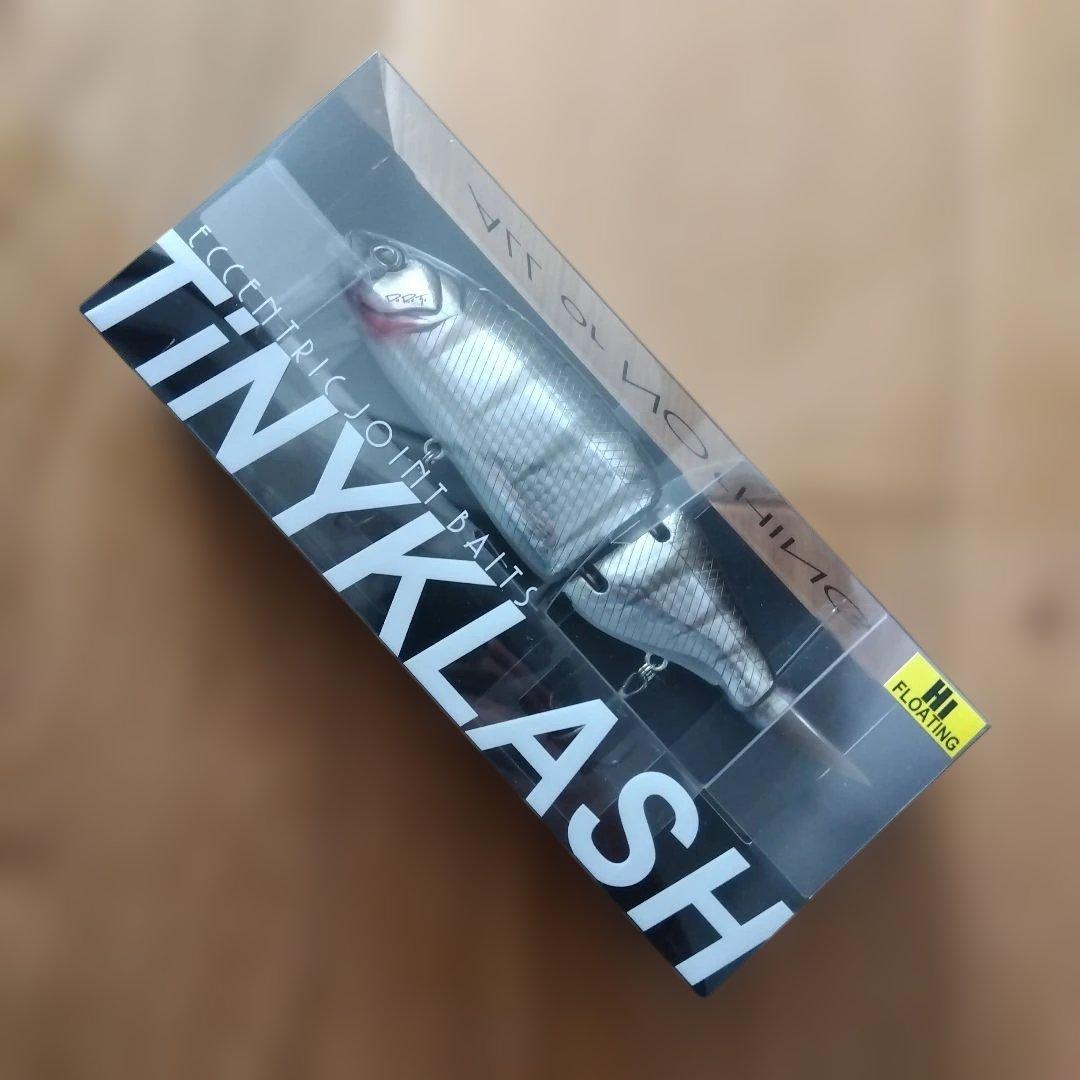 ALL OR NOTHING
ECCENTRIC JOINT BAITS
TiNYKLASH
D.R.T.
HI
FLOATING